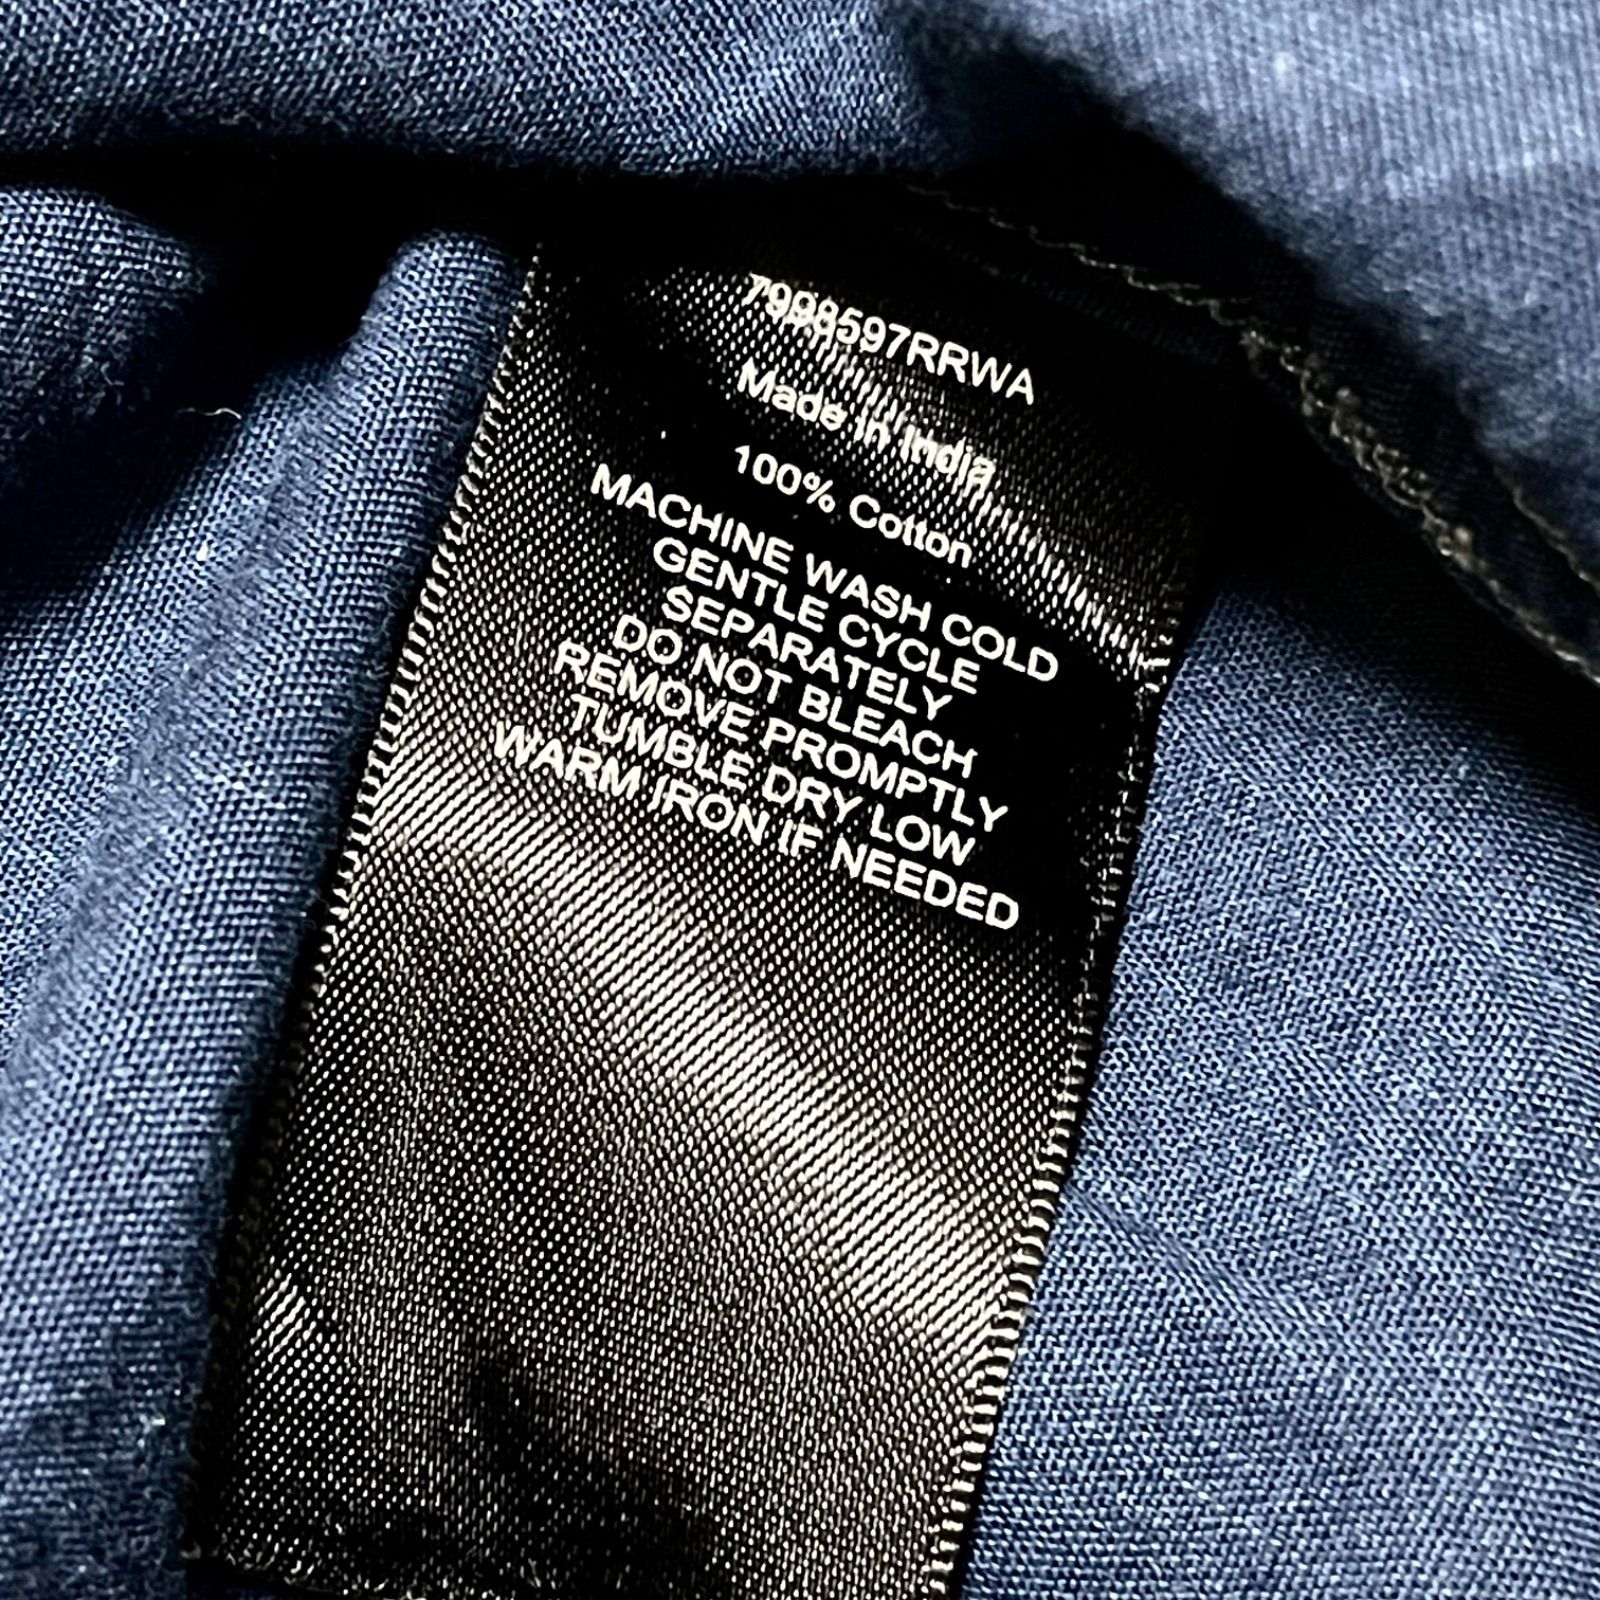 7998597RRWA
Made in India
100% Cotton
MACHINE WASH COLD
GENTLE CYCLE
SEPARATELY
DO NOT BLEACH
REMOVE PROMPTLY
TUMBLE DRY LOW
WARM IRON IF NEEDED